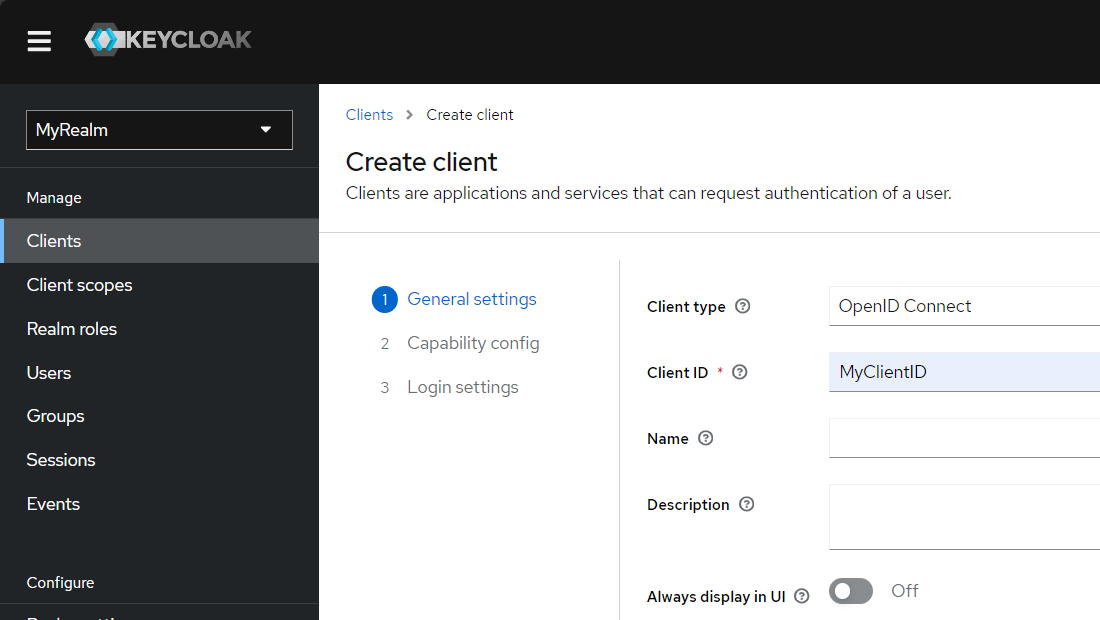 KEYCLOAK
MyRealm
Manage
Clients
Client scopes
Realm roles
Users
Groups
Sessions
Events
Configure
Clients > Create client
Create client
Clients are applications and services that can request authentication of a user.
1 General settings
2 Capability config
3 Login settings
Client type ?
OpenID Connect
Client ID * ?
MyClientID
Name ?
Description ?
Always display in UI ?
Off